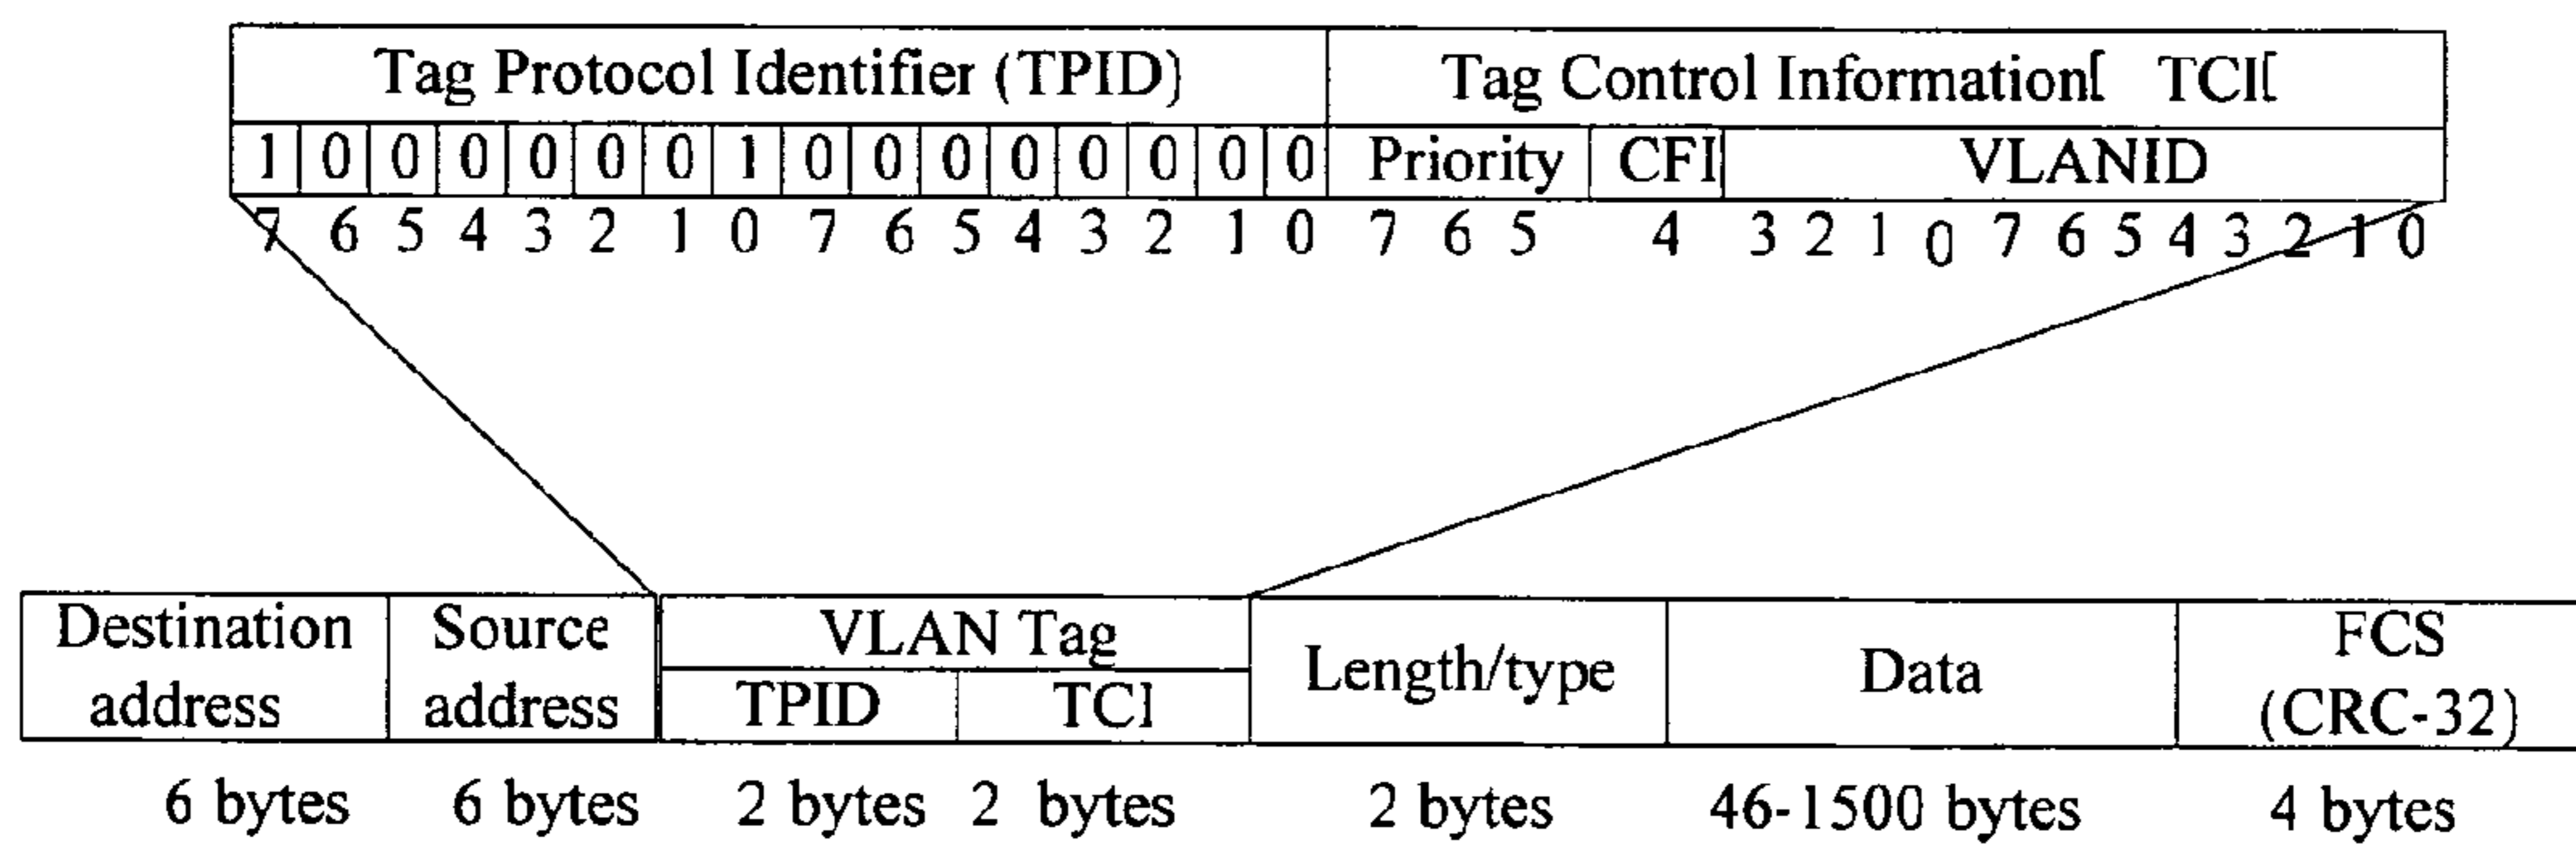 Tag Protocol Identifier (TPID) Tag Control Information[ TCI[
1 0 0 0 0 0 0 1 0 0 0 0 0 0 0 0 Priority CFI VLANID
7 6 5 4 3 2 1 0 7 6 5 4 3 2 1 0 7 6 5 4 3 2 1 0 7 6 5 4 3 2 1 0
Destination address Source address VLAN Tag Length/type Data FCS (CRC-32)
TPID TCI
6 bytes 6 bytes 2 bytes 2 bytes 2 bytes 46-1500 bytes 4 bytes